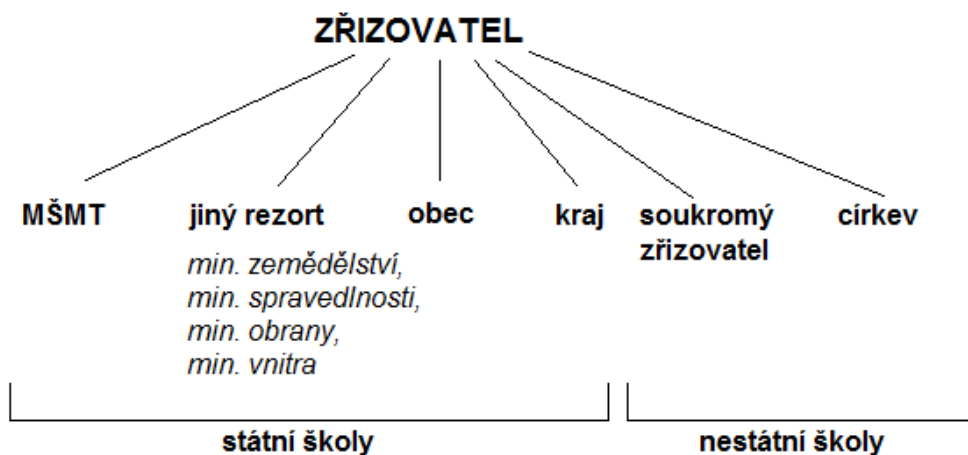 ZŘIZOVATEL
MŠMT
jiný rezort
obec
kraj
soukromý
zřizovatel
církev
min. zemědělství,
min. spravedlnosti,
min. obrany,
min. vnitra
státní školy
nestátní školy